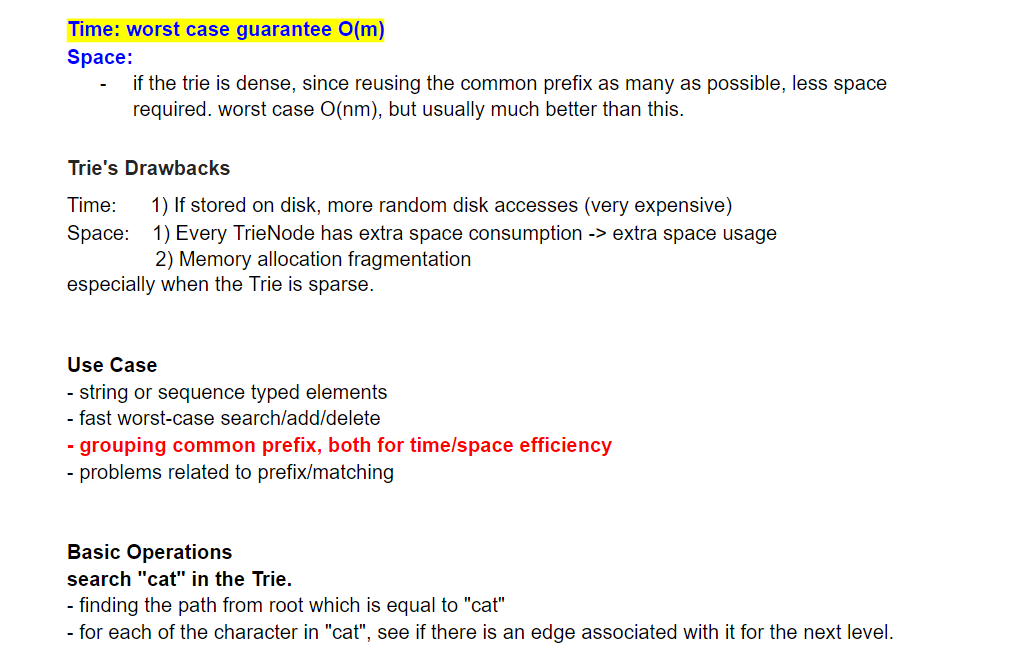 Time: worst case guarantee O(m)
Space:
- if the trie is dense, since reusing the common prefix as many as possible, less space
required. worst case O(nm), but usually much better than this.
Trie's Drawbacks
Time: 1) If stored on disk, more random disk accesses (very expensive)
Space: 1) Every TrieNode has extra space consumption -> extra space usage
2) Memory allocation fragmentation
especially when the Trie is sparse.
Use Case
- string or sequence typed elements
- fast worst-case search/add/delete
- grouping common prefix, both for time/space efficiency
- problems related to prefix/matching
Basic Operations
search "cat" in the Trie.
- finding the path from root which is equal to "cat"
- for each of the character in "cat", see if there is an edge associated with it for the next level.